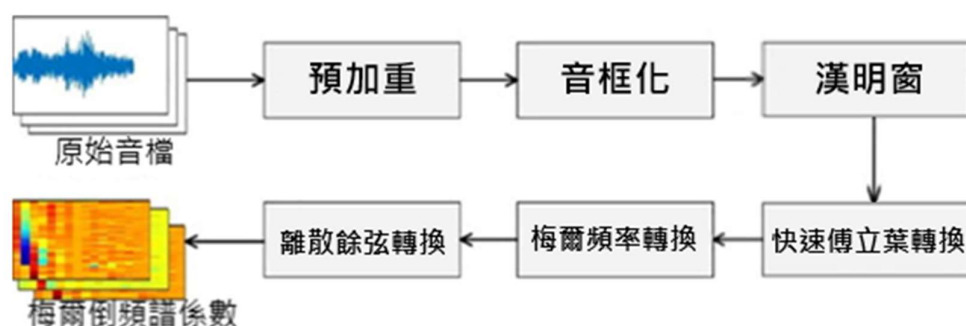 原始音檔
預加重
音框化
漢明窗
快速傅立葉轉換
梅爾頻率轉換
離散餘弦轉換
梅爾倒頻譜係數